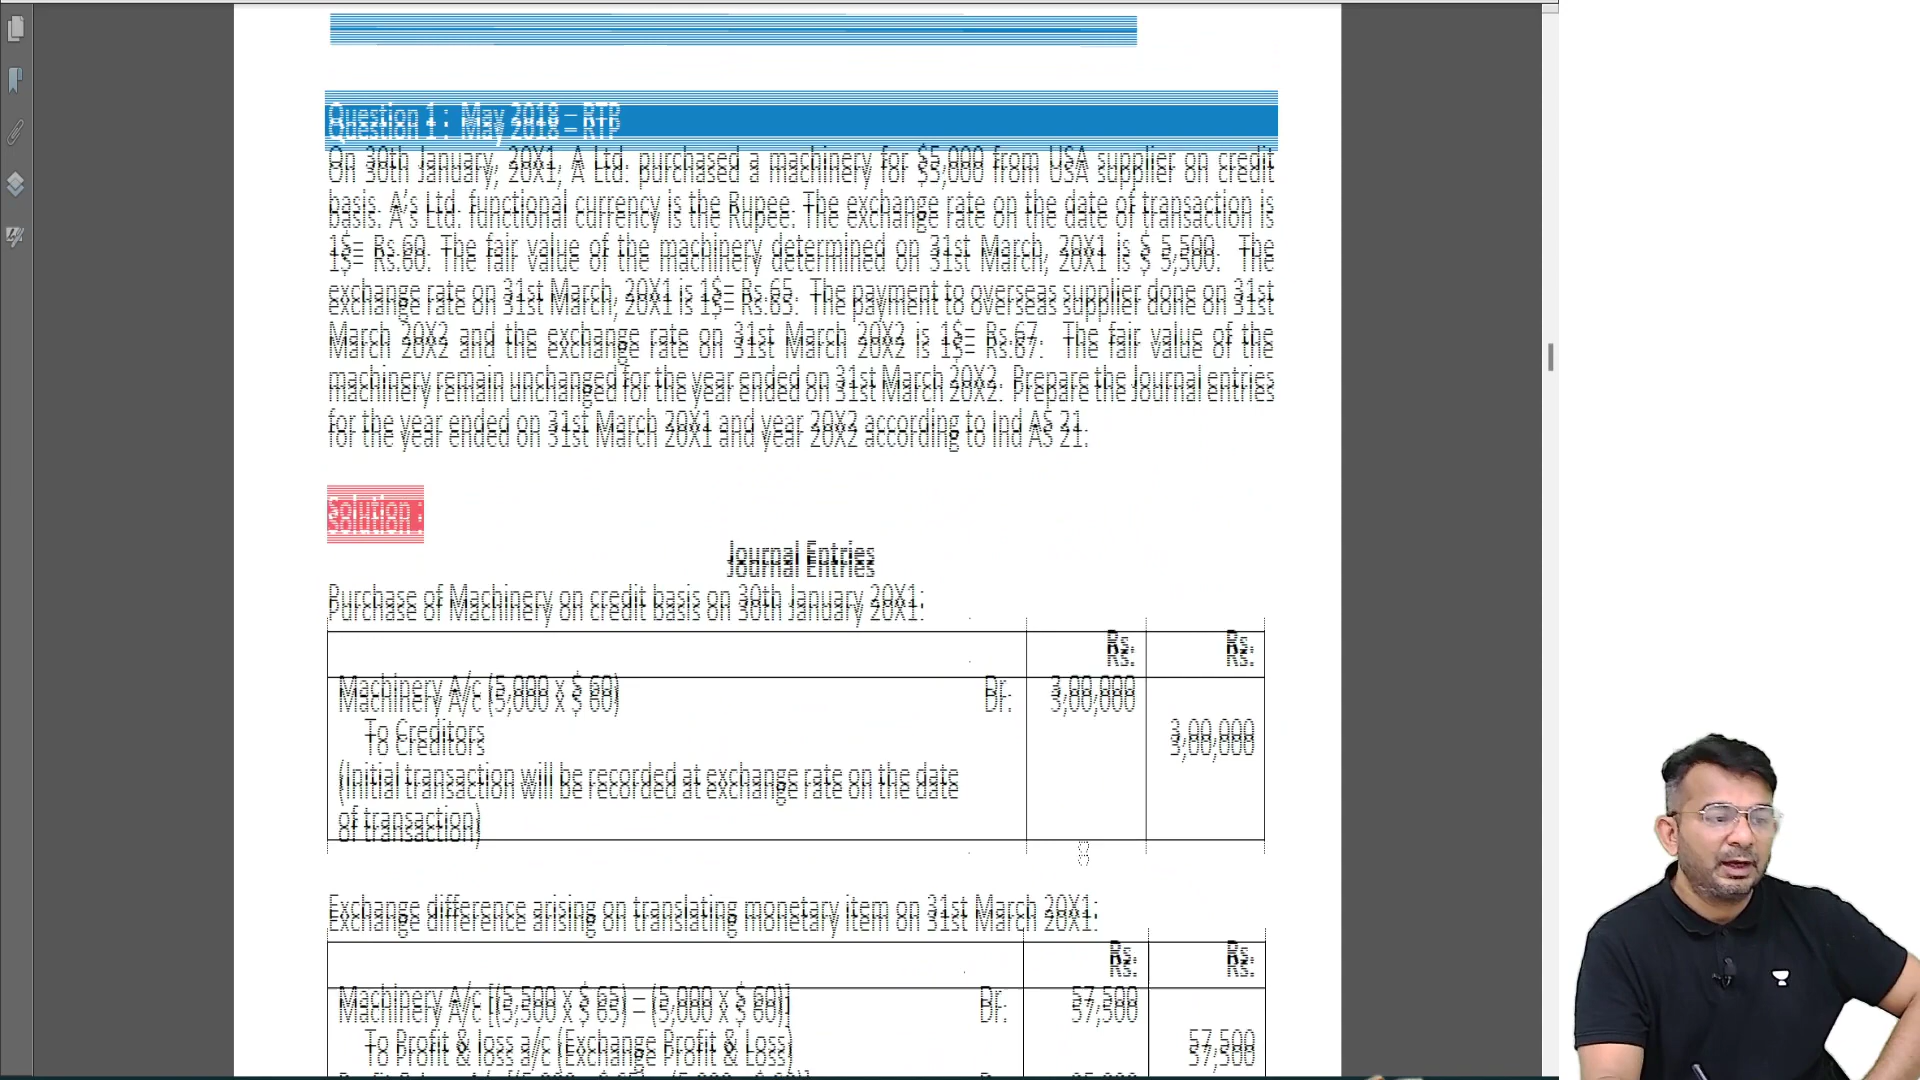 Question 1 : May 2018 – RTP
On 30th January, 20X1, A Ltd. purchased a machinery for $5,000 from USA supplier on credit
basis. A's Ltd. functional currency is the Rupee. The exchange rate on the date of transaction is
1$= Rs.60. The fair value of the machinery determined on 31st March, 20X1 is $ 5,500. The
exchange rate on 31st March, 20X1 is 1$= Rs.65. The payment to overseas supplier done on 31st
March 20X2 and the exchange rate on 31st March 20X2 is 1$= Rs.67. The fair value of the
machinery remain unchanged for the year ended on 31st March 20X2. Prepare the Journal entries
for the year ended on 31st March 20X1 and year 20X2 according to Ind AS 21.
Solution :
Journal Entries
Purchase of Machinery on credit basis on 30th January 20X1:
Rs. Rs.
Machinery A/c (5,000 x $ 60) Dr. 3,00,000
To Creditors 3,00,000
(Initial transaction will be recorded at exchange rate on the date
of transaction)
Exchange difference arising on translating monetary item on 31st March 20X1:
Rs. Rs.
Machinery A/c [(5,500 x $ 65) – (5,000 x $ 60)] Dr. 57,500
To Profit & loss a/c (Exchange Profit & Loss) 57,500